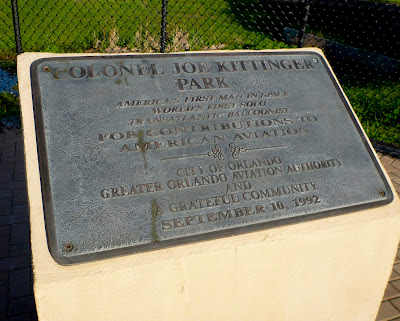 COLONEL JOE KITTINGER
PARK
AMERICA'S FIRST MAN IN SPACE
WORLD'S FIRST SOLO
TRANSATLANTIC BALLOONIST
FOR CONTRIBUTIONS TO
AMERICAN AVIATION
CITY OF ORLANDO
GREATER ORLANDO AVIATION AUTHORITY
AND
A GRATEFUL COMMUNITY
SEPTEMBER 10, 1992